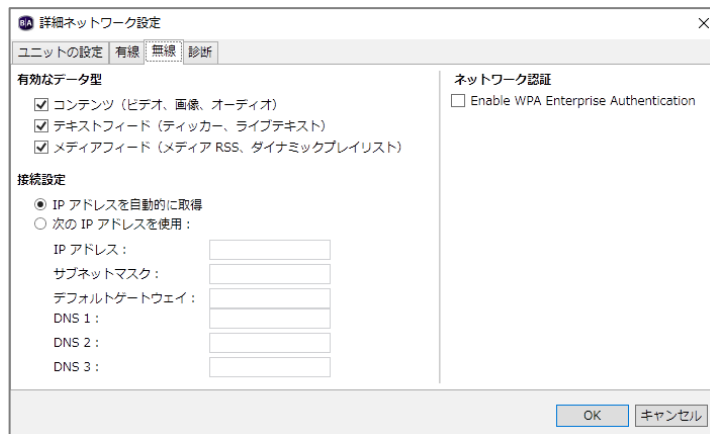 B|A 詳細ネットワーク設定
ユニットの設定 有線 無線 診断
有効なデータ型
コンテンツ（ビデオ、画像、オーディオ）
テキストフィード（ティッカー、ライブテキスト）
メディアフィード（メディア RSS、ダイナミックプレイリスト）
接続設定
IP アドレスを自動的に取得
次の IP アドレスを使用：
IP アドレス：
サブネットマスク：
デフォルトゲートウェイ：
DNS 1：
DNS 2：
DNS 3：
ネットワーク認証
Enable WPA Enterprise Authentication
OK キャンセル